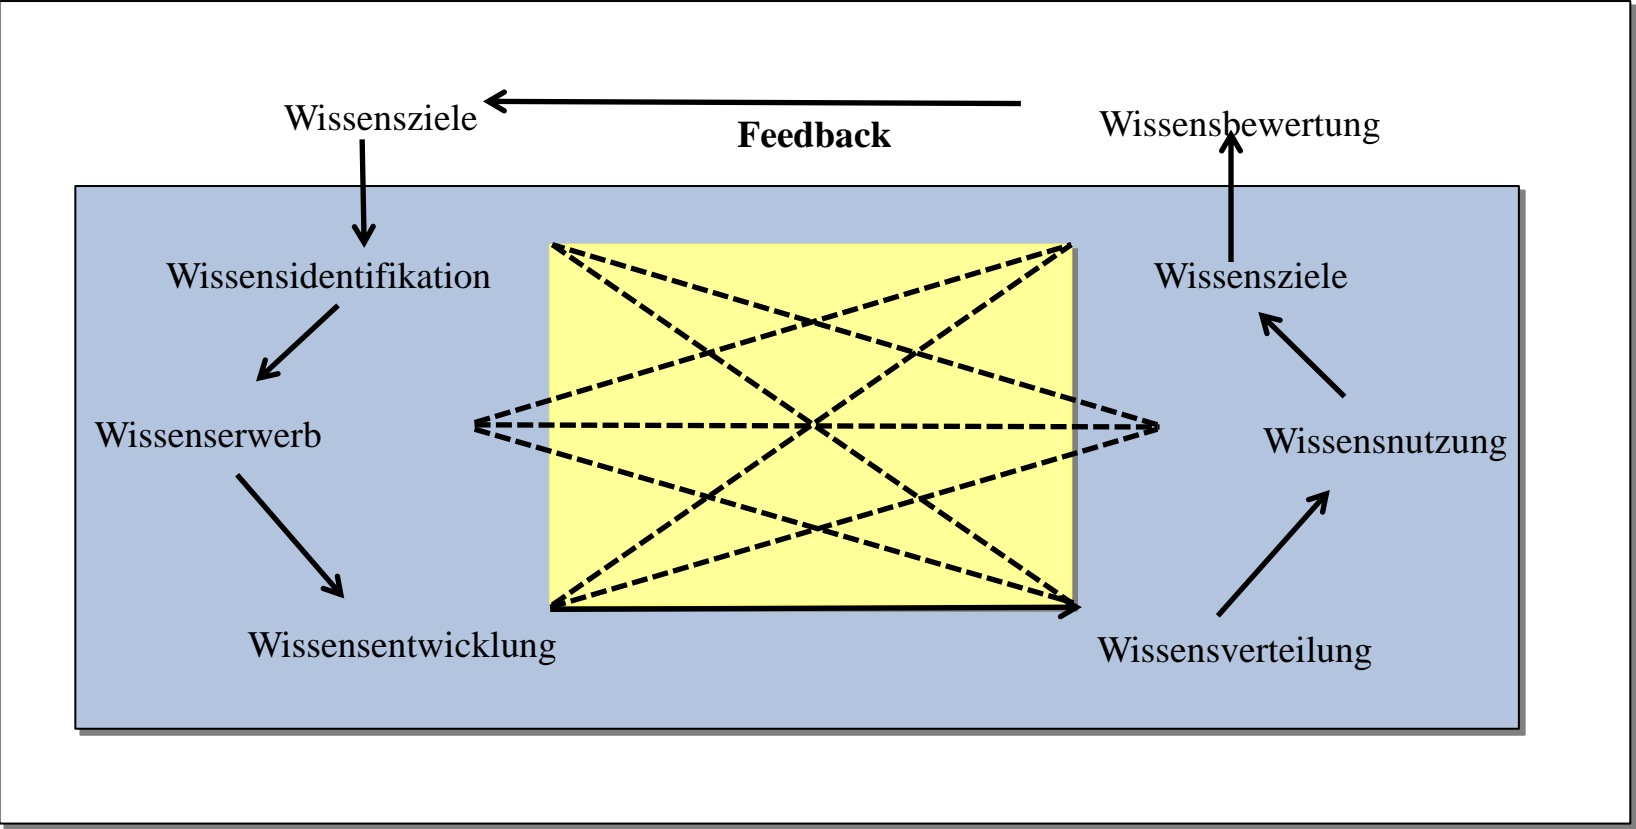 Wissensziele
Feedback
Wissensbewertung
Wissensidentifikation
Wissensziele
Wissenserwerb
Wissensnutzung
Wissensentwicklung
Wissensverteilung